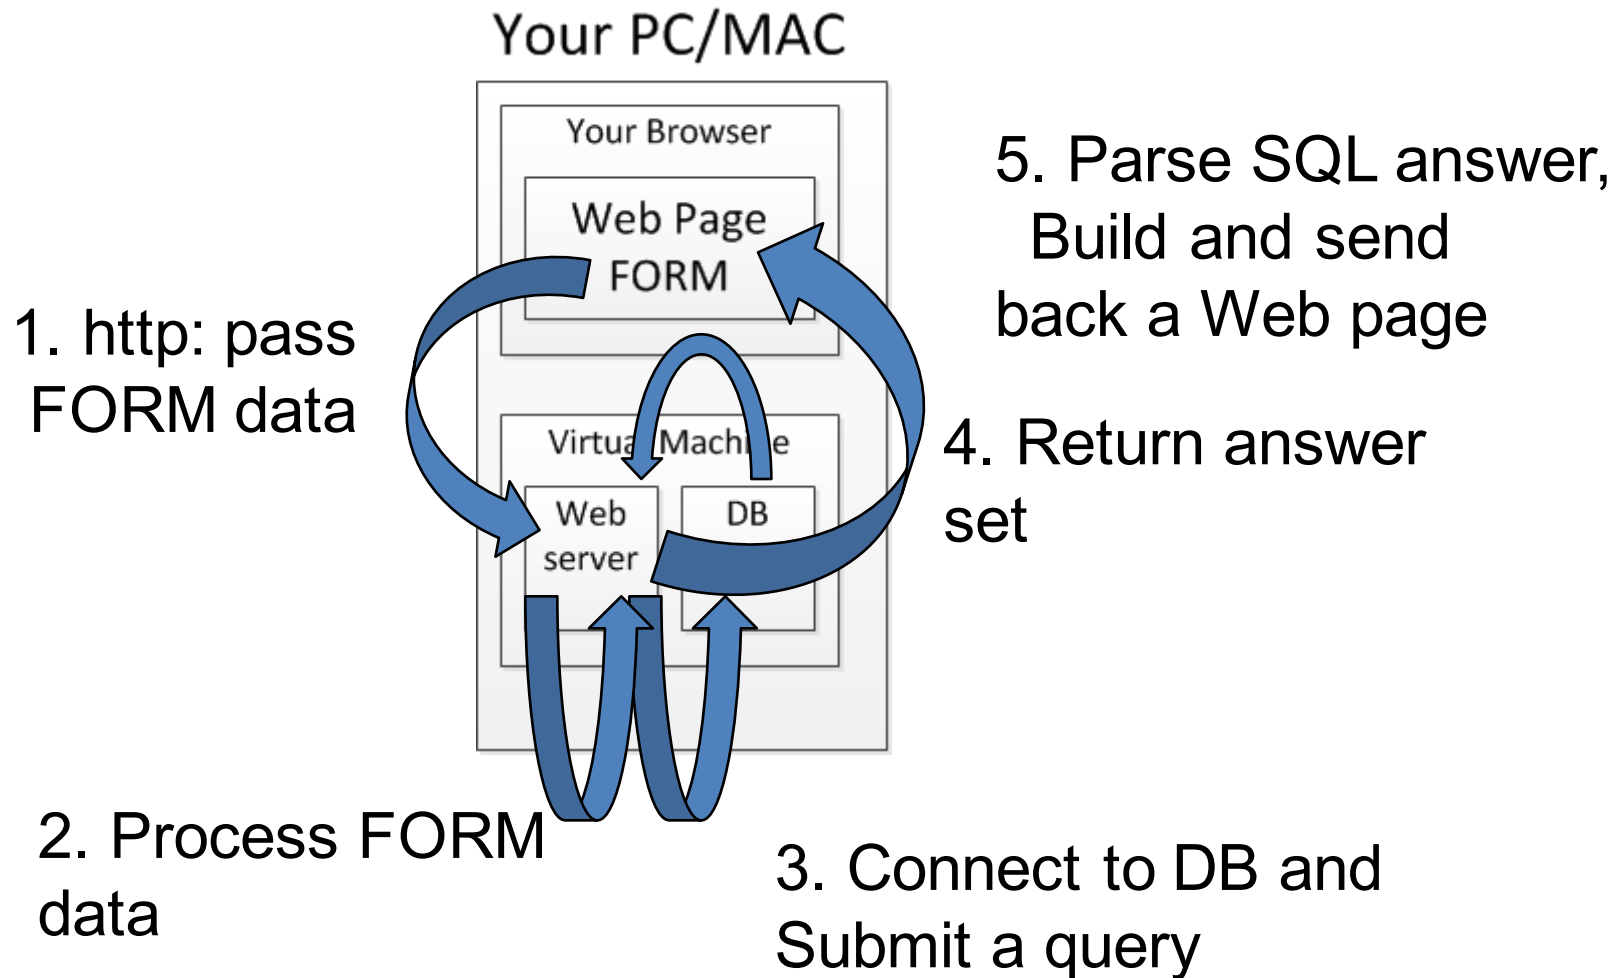 Your PC/MAC
Your Browser
Web Page
FORM
1. http: pass
FORM data
Virtual Machine
Web
server
DB
2. Process FORM
data
3. Connect to DB and
Submit a query
4. Return answer
set
5. Parse SQL answer,
Build and send
back a Web page